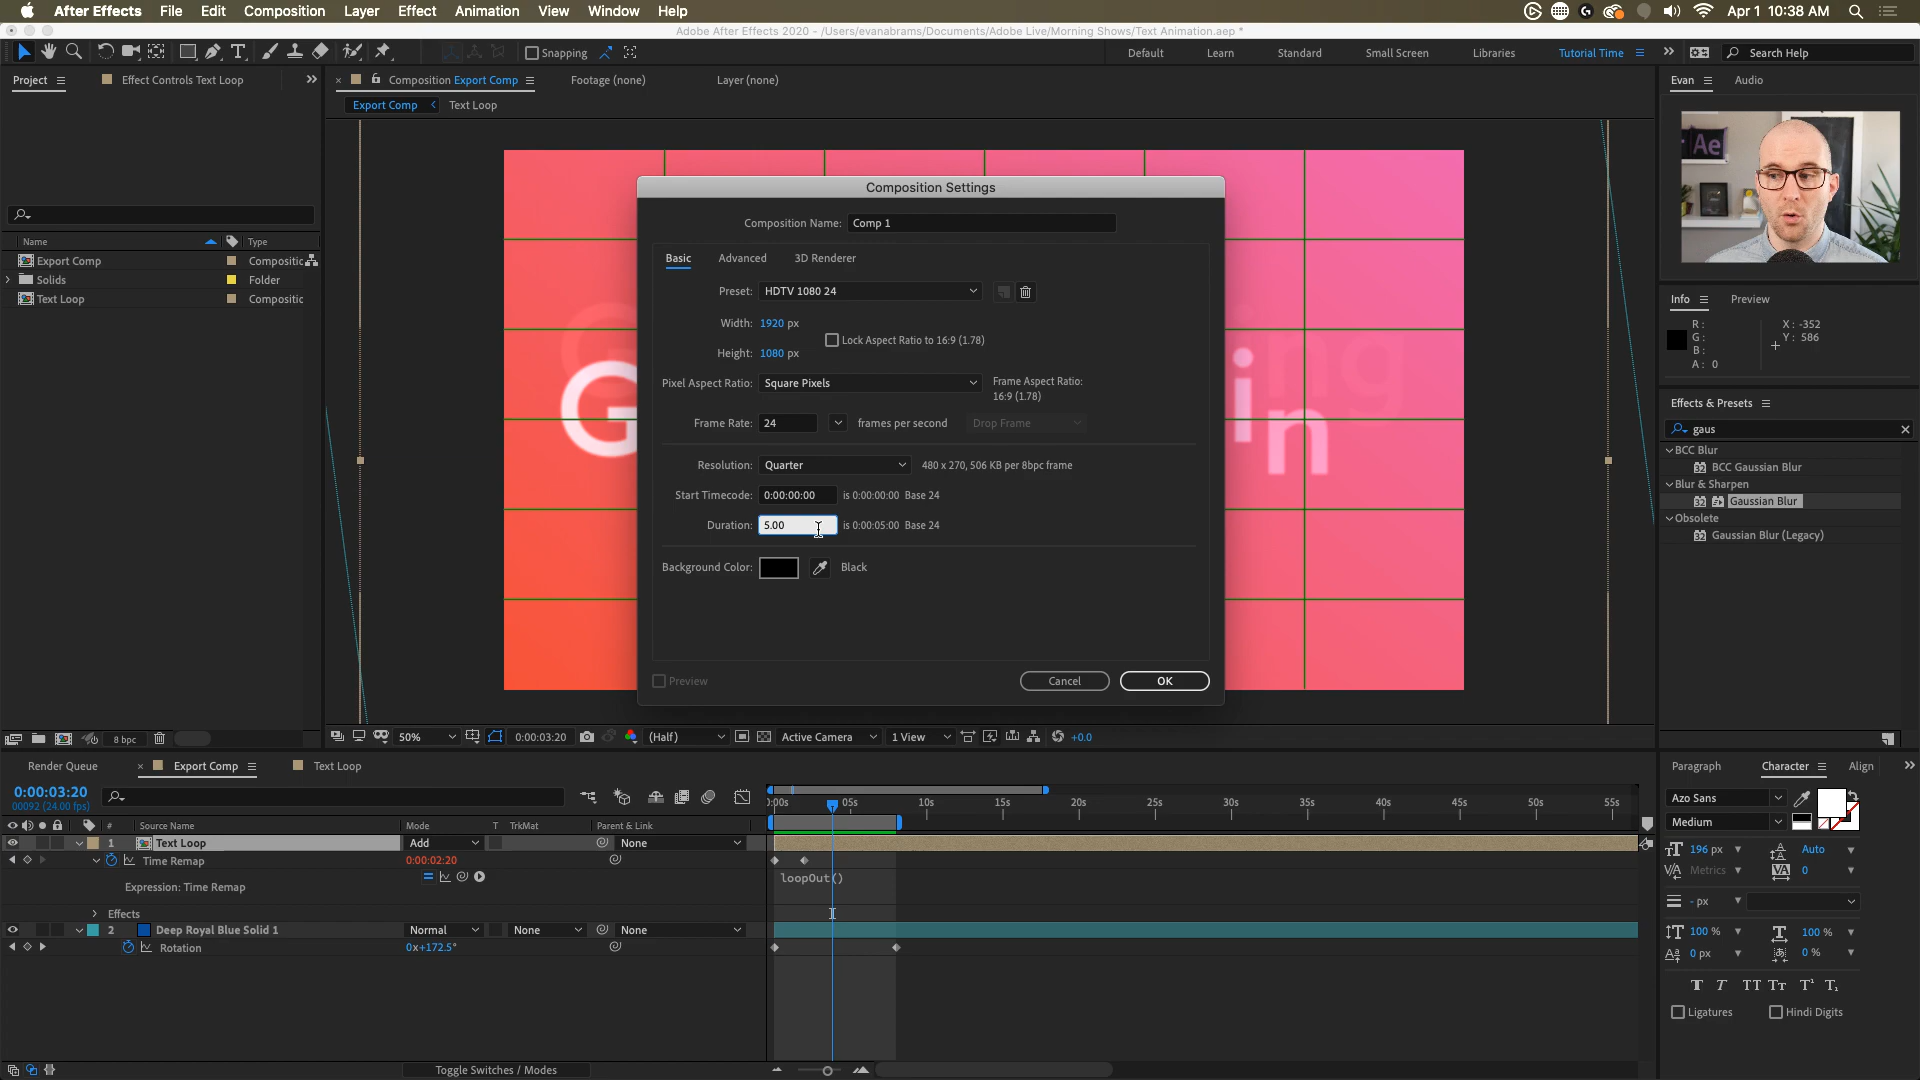 After Effects File Edit Composition Layer Effect Animation View Window Help Apr 1 10:38 AM
Adobe After Effects 2020 - /Users/evanabrams/Documents/Adobe Live/Morning Shows/Text Animation.aep *
Snapping Default Learn Standard Small Screen Libraries Tutorial Time Search Help
Project Effect Controls Text Loop Composition Export Comp Footage (none) Layer (none) Evan Audio
Export Comp Text Loop
Ae
Name Type
Export Comp Compositic
Solids Folder
Text Loop Compositic
G ing
in
Composition Settings
Composition Name: Comp 1
Basic Advanced 3D Renderer
Preset: HDTV 1080 24
Width: 1920 px
Lock Aspect Ratio to 16:9 (1.78)
Height: 1080 px
Pixel Aspect Ratio: Square Pixels Frame Aspect Ratio:
16:9 (1.78)
Frame Rate: 24 frames per second Drop Frame
Resolution: Quarter 480 x 270, 506 KB per 8bpc frame
Start Timecode: 0:00:00:00 is 0:00:00:00 Base 24
Duration: 5.00 is 0:00:05:00 Base 24
Background Color: Black
Preview Cancel OK
Info Preview
R: X: -352
G: Y: 586
B:
A: 0
Effects & Presets
gaus
BCC Blur
32 BCC Gaussian Blur
Blur & Sharpen
32 Gaussian Blur
Obsolete
32 Gaussian Blur (Legacy)
8 bpc 50% 0:00:03:20 (Half) Active Camera 1 View +0.0
Render Queue Export Comp Text Loop
0:00:03:20
00092 (24.00 fps)
):00s 05s 10s 15s 20s 25s 30s 35s 40s 45s 50s 55s
# Source Name Mode T TrkMat Parent & Link
1 Text Loop Add None
Time Remap 0:00:02:20
Expression: Time Remap loopOut()
Effects
2 Deep Royal Blue Solid 1 Normal None None
Rotation 0x+172.5°
Toggle Switches / Modes
Paragraph Character Align
Azo Sans
Medium
196 px Auto
Metrics 0
- px
100 % 100 %
0 px 0 %
T T TT Tт T¹ T₁
Ligatures Hindi Digits